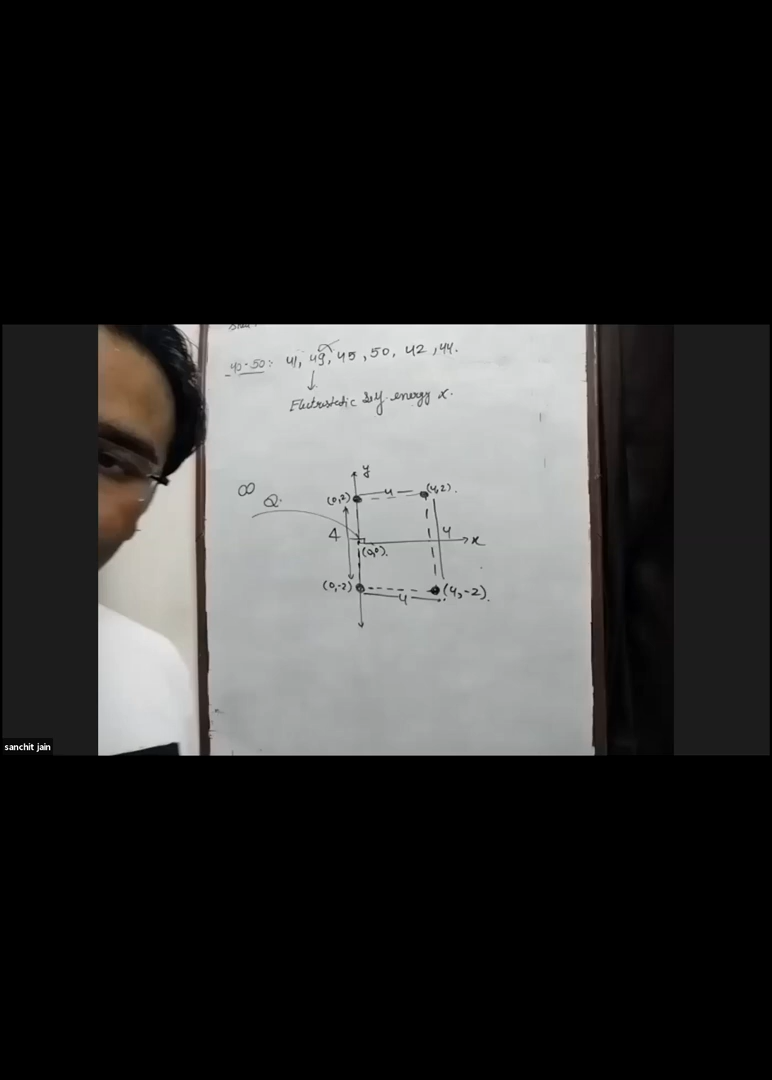 40-50: 41, 49, 45, 50, 42, 44.
↓
Electrostatic self energy x.
y
∞ Q. (0,2) 4 (4,2).
4 4 x
(0,0).
(0,-2) 4 (4,-2).
sanchit jain